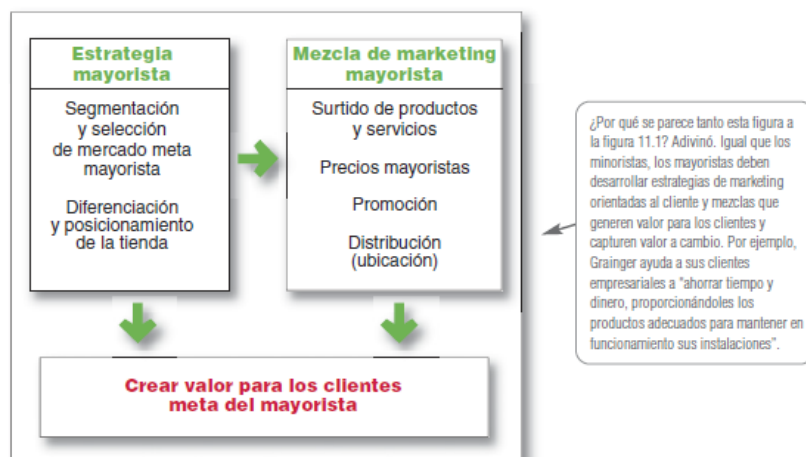 Estrategia
mayorista
Segmentación
y selección
de mercado meta
mayorista
Diferenciación
y posicionamiento
de la tienda
Mezcla de marketing
mayorista
Surtido de productos
y servicios
Precios mayoristas
Promoción
Distribución
(ubicación)
Crear valor para los clientes
meta del mayorista
¿Por qué se parece tanto esta figura a
la figura 11.1? Adivinó. Igual que los
minoristas, los mayoristas deben
desarrollar estrategias de marketing
orientadas al cliente y mezclas que
generen valor para los clientes y
capturen valor a cambio. Por ejemplo,
Grainger ayuda a sus clientes
empresariales a "ahorrar tiempo y
dinero, proporcionándoles los
productos adecuados para mantener en
funcionamiento sus instalaciones".